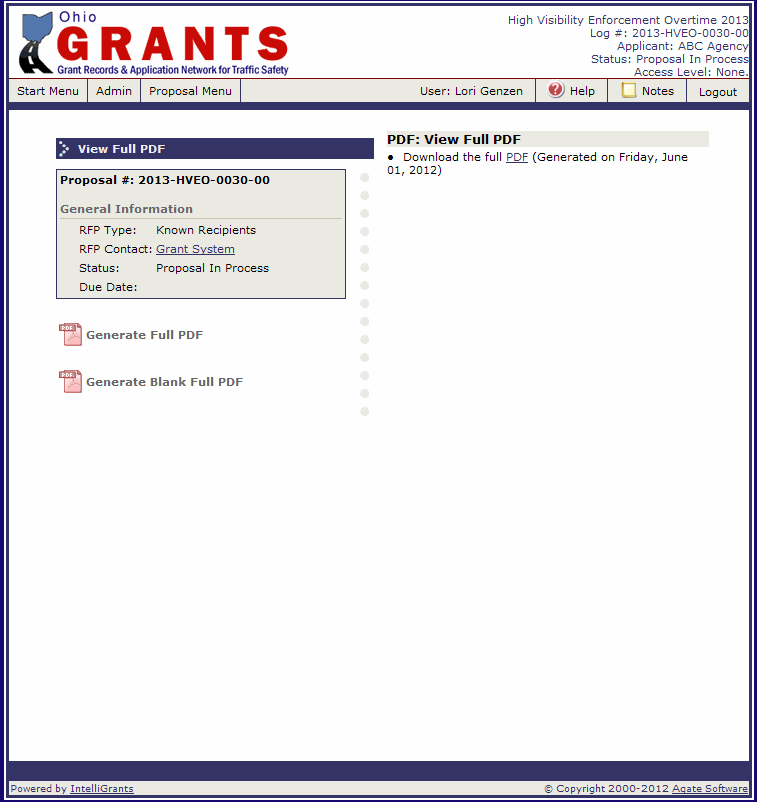 Ohio
GRANTS
Grant Records & Application Network for Traffic Safety
High Visibility Enforcement Overtime 2013
Log #: 2013-HVEO-0030-00
Applicant: ABC Agency
Status: Proposal In Process
Access Level: None.
Start Menu Admin Proposal Menu User: Lori Genzen Help Notes Logout
View Full PDF
Proposal #: 2013-HVEO-0030-00
General Information
RFP Type: Known Recipients
RFP Contact: Grant System
Status: Proposal In Process
Due Date:
PDF Generate Full PDF
PDF Generate Blank Full PDF
PDF: View Full PDF
● Download the full PDF (Generated on Friday, June
01, 2012)
Powered by IntelliGrants © Copyright 2000-2012 Agate Software